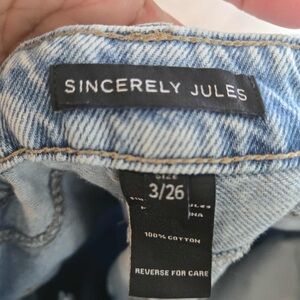 SINCERELY JULES
SIZE
3/26
100% COTTON
REVERSE FOR CARE